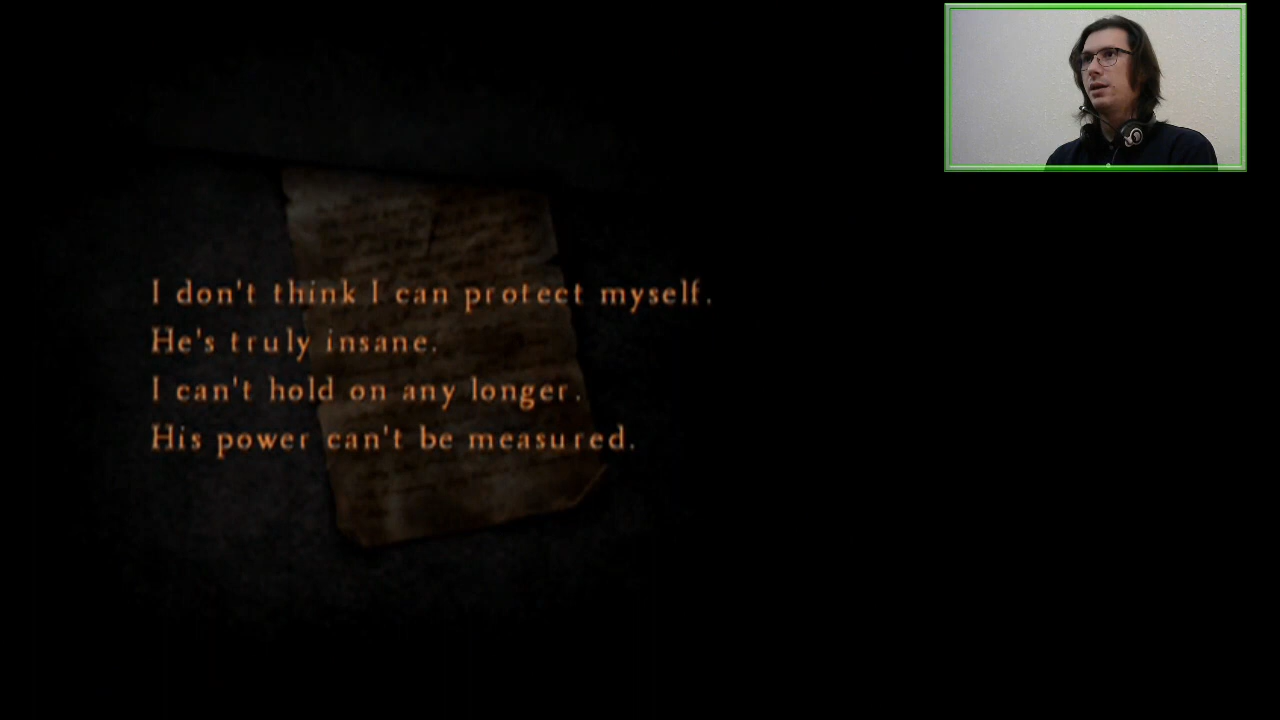 I don't think I can protect myself.
He's truly insane.
I can't hold on any longer.
His power can't be measured.